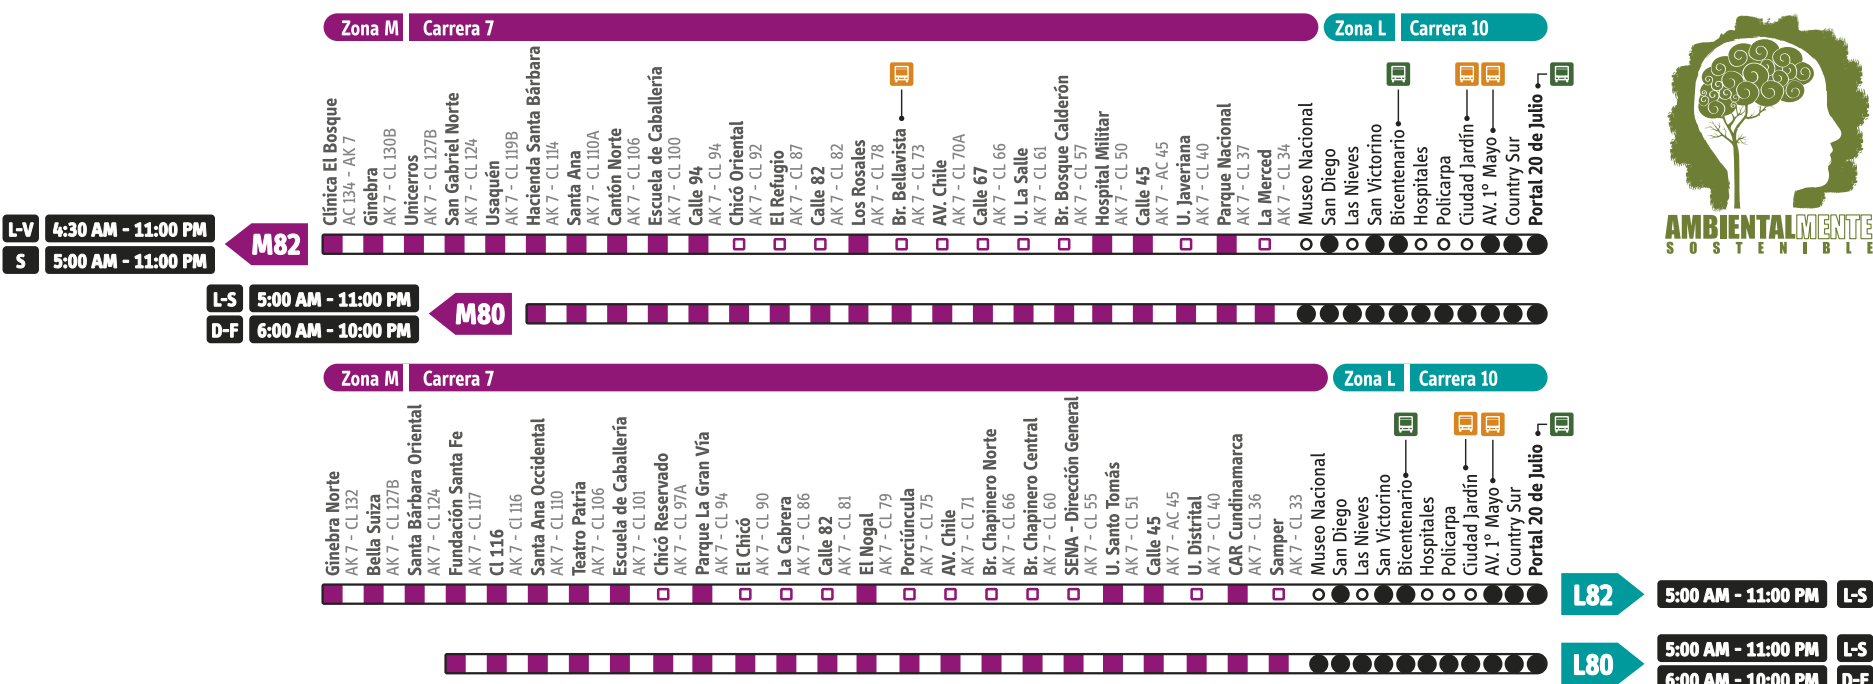 Zona M Carrera 7 Zona L Carrera 10
Clínica El Bosque
AC 134 - AK 7
Ginebra
AK 7 - CL 130B
Unicerros
AK 7 - CL 127B
San Gabriel Norte
AK 7 - CL 124
Usaquén
AK 7 - CL 119B
Hacienda Santa Bárbara
AK 7 - CL 114
Santa Ana
AK 7 - CL 110A
Cantón Norte
AK 7 - CL 106
Escuela de Caballería
AK 7 - CL 100
Calle 94
AK 7 - CL 94
Chicó Oriental
AK 7 - CL 92
El Refugio
AK 7 - CL 87
Calle 82
AK 7 - CL 82
Los Rosales
AK 7 - CL 78
Br. Bellavista
AK 7 - CL 73
AV. Chile
AK 7 - CL 70A
Calle 67
AK 7 - CL 66
U. La Salle
AK 7 - CL 61
Br. Bosque Calderón
AK 7 - CL 57
Hospital Militar
AK 7 - CL 50
Calle 45
AK 7 - AC 45
U. Javeriana
AK 7 - CL 40
Parque Nacional
AK 7 - CL 37
La Merced
AK 7 - CL 34
Museo Nacional
San Diego
Las Nieves
San Victorino
Bicentenario
Hospitales
Policarpa
Ciudad Jardín
AV. 1° Mayo
Country Sur
Portal 20 de Julio
AMBIENTALMENTE
SOSTENIBLE
L-V 4:30 AM - 11:00 PM
S 5:00 AM - 11:00 PM
M82
L-S 5:00 AM - 11:00 PM
D-F 6:00 AM - 10:00 PM
M80
Zona M Carrera 7 Zona L Carrera 10
Ginebra Norte
AK 7 - CL 132
Bella Suiza
AK 7 - CL 127B
Santa Bárbara Oriental
AK 7 - CL 124
Fundación Santa Fe
AK 7 - CL 117
Cl 116
AK 7 - Cl 116
Santa Ana Occidental
AK 7 - CL 110
Teatro Patria
AK 7 - CL 106
Escuela de Caballería
AK 7 - CL 101
Chicó Reservado
AK 7 - CL 97A
Parque La Gran Vía
AK 7 - CL 94
El Chicó
AK 7 - CL 90
La Cabrera
AK 7 - CL 86
Calle 82
AK 7 - CL 81
El Nogal
AK 7 - CL 79
Porciúncula
AK 7 - CL 75
AV. Chile
AK 7 - CL 71
Br. Chapinero Norte
AK 7 - CL 66
Br. Chapinero Central
AK 7 - CL 60
SENA - Dirección General
AK 7 - CL 55
U. Santo Tomás
AK 7 - CL 51
Calle 45
AK 7 - AC 45
U. Distrital
AK 7 - CL 40
CAR Cundinamarca
AK 7 - CL 36
Samper
AK 7 - CL 33
Museo Nacional
San Diego
Las Nieves
San Victorino
Bicentenario
Hospitales
Policarpa
Ciudad Jardín
AV. 1° Mayo
Country Sur
Portal 20 de Julio
L82
5:00 AM - 11:00 PM L-S
L80
5:00 AM - 11:00 PM L-S
6:00 AM - 10:00 PM D-F